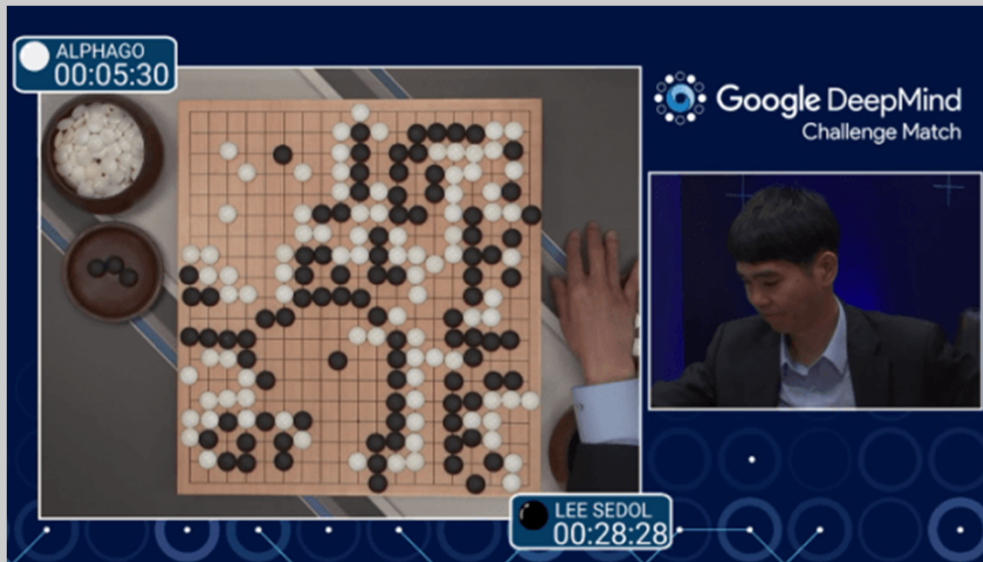 ALPHAGO
00:05:30
Google DeepMind
Challenge Match
LEE SEDOL
00:28:28